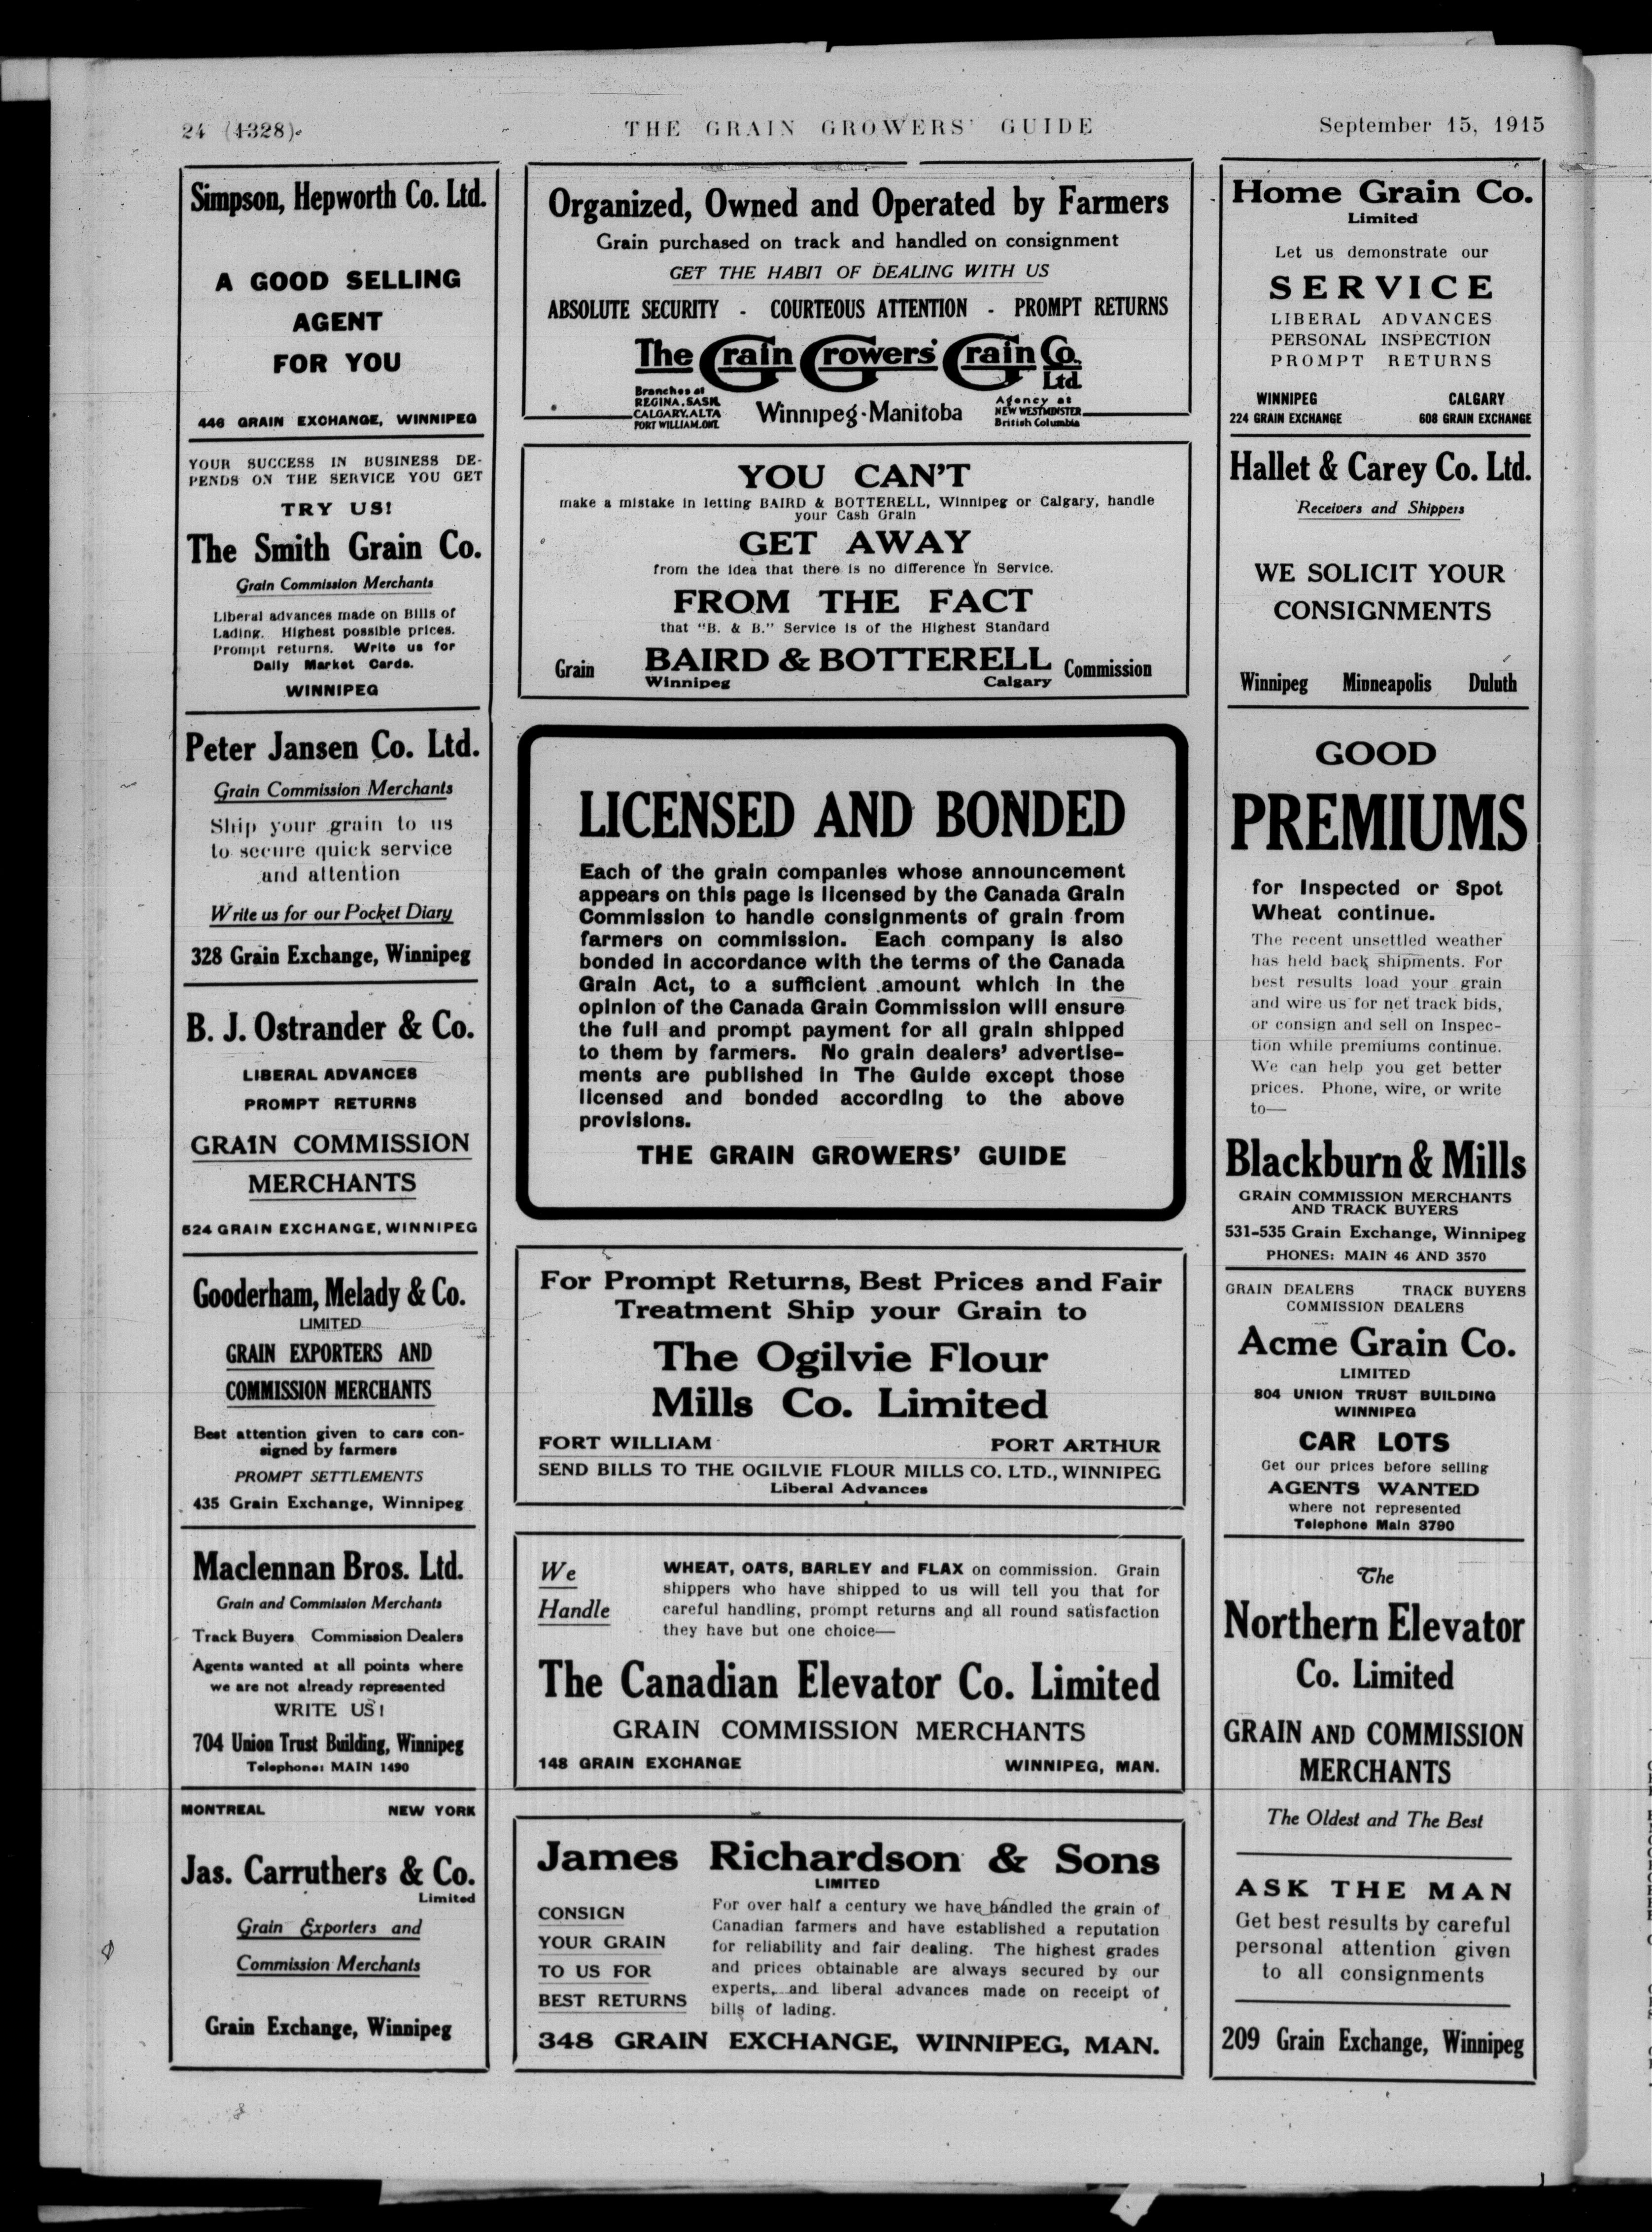 24 (1328)
THE GRAIN GROWERS' GUIDE
September 15, 1915
Simpson, Hepworth Co. Ltd.
A GOOD SELLING
AGENT
FOR YOU
446 GRAIN EXCHANGE, WINNIPEG
YOUR SUCCESS IN BUSINESS DE-
PENDS ON THE SERVICE YOU GET
TRY US!
The Smith Grain Co.
Grain Commission Merchants
Liberal advances made on Bills of
Lading. Highest possible prices.
Prompt returns. Write us for
Daily Market Cards.
WINNIPEG
Peter Jansen Co. Ltd.
Grain Commission Merchants
Ship your grain to us
to secure quick service
and attention
Write us for our Pocket Diary
328 Grain Exchange, Winnipeg
B. J. Ostrander & Co.
LIBERAL ADVANCES
PROMPT RETURNS
GRAIN COMMISSION
MERCHANTS
524 GRAIN EXCHANGE, WINNIPEG
Gooderham, Melady & Co.
LIMITED
GRAIN EXPORTERS AND
COMMISSION MERCHANTS
Best attention given to cars con-
signed by farmers
PROMPT SETTLEMENTS
435 Grain Exchange, Winnipeg
Maclennan Bros. Ltd.
Grain and Commission Merchants
Track Buyers Commission Dealers
Agents wanted at all points where
we are not already represented
WRITE US!
704 Union Trust Building, Winnipeg
Telephone: MAIN 1490
MONTREAL NEW YORK
Jas. Carruthers & Co.
Limited
Grain Exporters and
Commission Merchants
Grain Exchange, Winnipeg
Organized, Owned and Operated by Farmers
Grain purchased on track and handled on consignment
GET THE HABIT OF DEALING WITH US
ABSOLUTE SECURITY - COURTEOUS ATTENTION - PROMPT RETURNS
The Grain Growers' Grain Co.
Ltd.
Branches at
REGINA, SASK.
CALGARY, ALTA
FORT WILLIAM, ONT.
Winnipeg-Manitoba
Agency at
NEW WESTMINSTER
British Columbia
YOU CAN'T
make a mistake in letting BAIRD & BOTTERELL, Winnipeg or Calgary, handle
your Cash Grain
GET AWAY
from the idea that there is no difference in Service.
FROM THE FACT
that "B. & B." Service is of the Highest Standard
Grain BAIRD & BOTTERELL Commission
Winnipeg Calgary
LICENSED AND BONDED
Each of the grain companies whose announcement
appears on this page is licensed by the Canada Grain
Commission to handle consignments of grain from
farmers on commission. Each company is also
bonded in accordance with the terms of the Canada
Grain Act, to a sufficient amount which in the
opinion of the Canada Grain Commission will ensure
the full and prompt payment for all grain shipped
to them by farmers. No grain dealers' advertise-
ments are published in The Guide except those
licensed and bonded according to the above
provisions.
THE GRAIN GROWERS' GUIDE
For Prompt Returns, Best Prices and Fair
Treatment Ship your Grain to
The Ogilvie Flour
Mills Co. Limited
FORT WILLIAM PORT ARTHUR
SEND BILLS TO THE OGILVIE FLOUR MILLS CO. LTD., WINNIPEG
Liberal Advances
We
Handle
WHEAT, OATS, BARLEY and FLAX on commission. Grain
shippers who have shipped to us will tell you that for
careful handling, prompt returns and all round satisfaction
they have but one choice—
The Canadian Elevator Co. Limited
GRAIN COMMISSION MERCHANTS
148 GRAIN EXCHANGE WINNIPEG, MAN.
James Richardson & Sons
LIMITED
CONSIGN
YOUR GRAIN
TO US FOR
BEST RETURNS
For over half a century we have handled the grain of
Canadian farmers and have established a reputation
for reliability and fair dealing. The highest grades
and prices obtainable are always secured by our
experts, and liberal advances made on receipt of
bills of lading.
348 GRAIN EXCHANGE, WINNIPEG, MAN.
Home Grain Co.
Limited
Let us demonstrate our
SERVICE
LIBERAL ADVANCES
PERSONAL INSPECTION
PROMPT RETURNS
WINNIPEG CALGARY
224 GRAIN EXCHANGE 608 GRAIN EXCHANGE
Hallet & Carey Co. Ltd.
Receivers and Shippers
WE SOLICIT YOUR
CONSIGNMENTS
Winnipeg Minneapolis Duluth
GOOD
PREMIUMS
for Inspected or Spot
Wheat continue.
The recent unsettled weather
has held back shipments. For
best results load your grain
and wire us for net track bids,
or consign and sell on Inspec-
tion while premiums continue.
We can help you get better
prices. Phone, wire, or write
to—
Blackburn & Mills
GRAIN COMMISSION MERCHANTS
AND TRACK BUYERS
531-535 Grain Exchange, Winnipeg
PHONES: MAIN 46 AND 3570
GRAIN DEALERS TRACK BUYERS
COMMISSION DEALERS
Acme Grain Co.
LIMITED
804 UNION TRUST BUILDING
WINNIPEG
CAR LOTS
Get our prices before selling
AGENTS WANTED
where not represented
Telephone Main 3790
The
Northern Elevator
Co. Limited
GRAIN AND COMMISSION
MERCHANTS
The Oldest and The Best
ASK THE MAN
Get best results by careful
personal attention given
to all consignments
209 Grain Exchange, Winnipeg